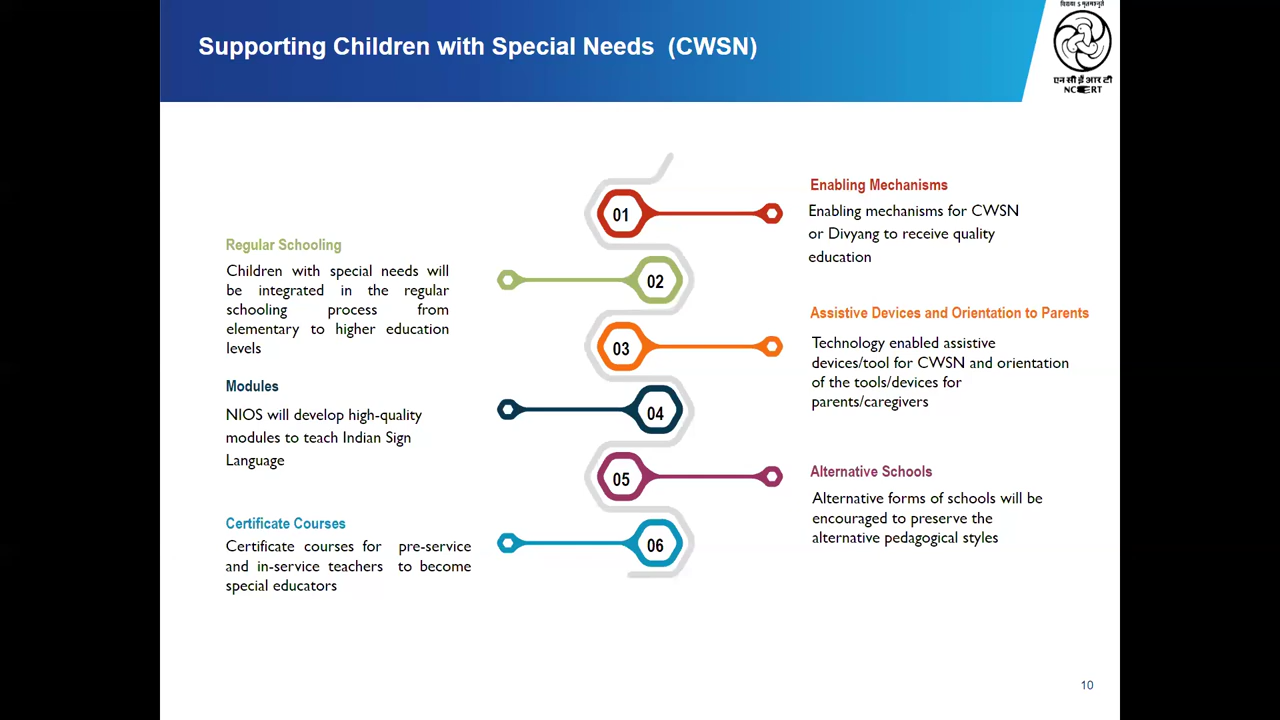 Supporting Children with Special Needs (CWSN)
विद्यया ऽ मृतमश्नुते
एन सी ई आर टी
NCERT
01
Enabling Mechanisms
Enabling mechanisms for CWSN
or Divyang to receive quality
education
02
Regular Schooling
Children with special needs will
be integrated in the regular
schooling process from
elementary to higher education
levels
03
Assistive Devices and Orientation to Parents
Technology enabled assistive
devices/tool for CWSN and orientation
of the tools/devices for
parents/caregivers
04
Modules
NIOS will develop high-quality
modules to teach Indian Sign
Language
05
Alternative Schools
Alternative forms of schools will be
encouraged to preserve the
alternative pedagogical styles
06
Certificate Courses
Certificate courses for pre-service
and in-service teachers to become
special educators
10